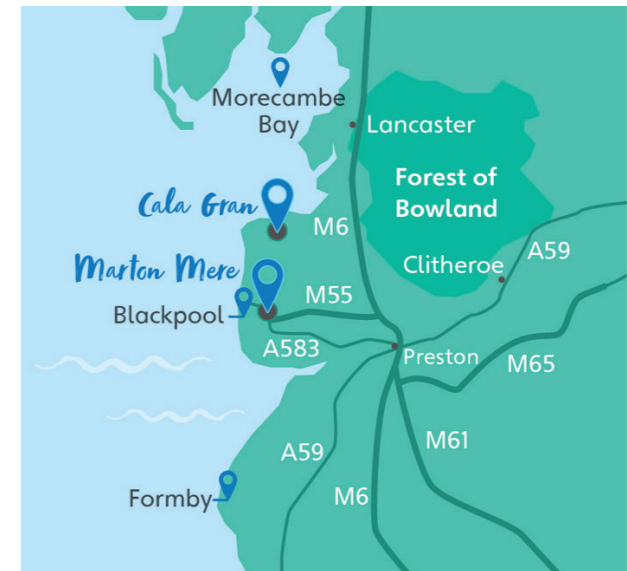 Morecambe
Bay
Lancaster
Forest of
Bowland
Cala Gran
M6
Clitheroe
A59
Marton Mere
M55
Blackpool
A583
Preston
M65
A59
M61
Formby
M6